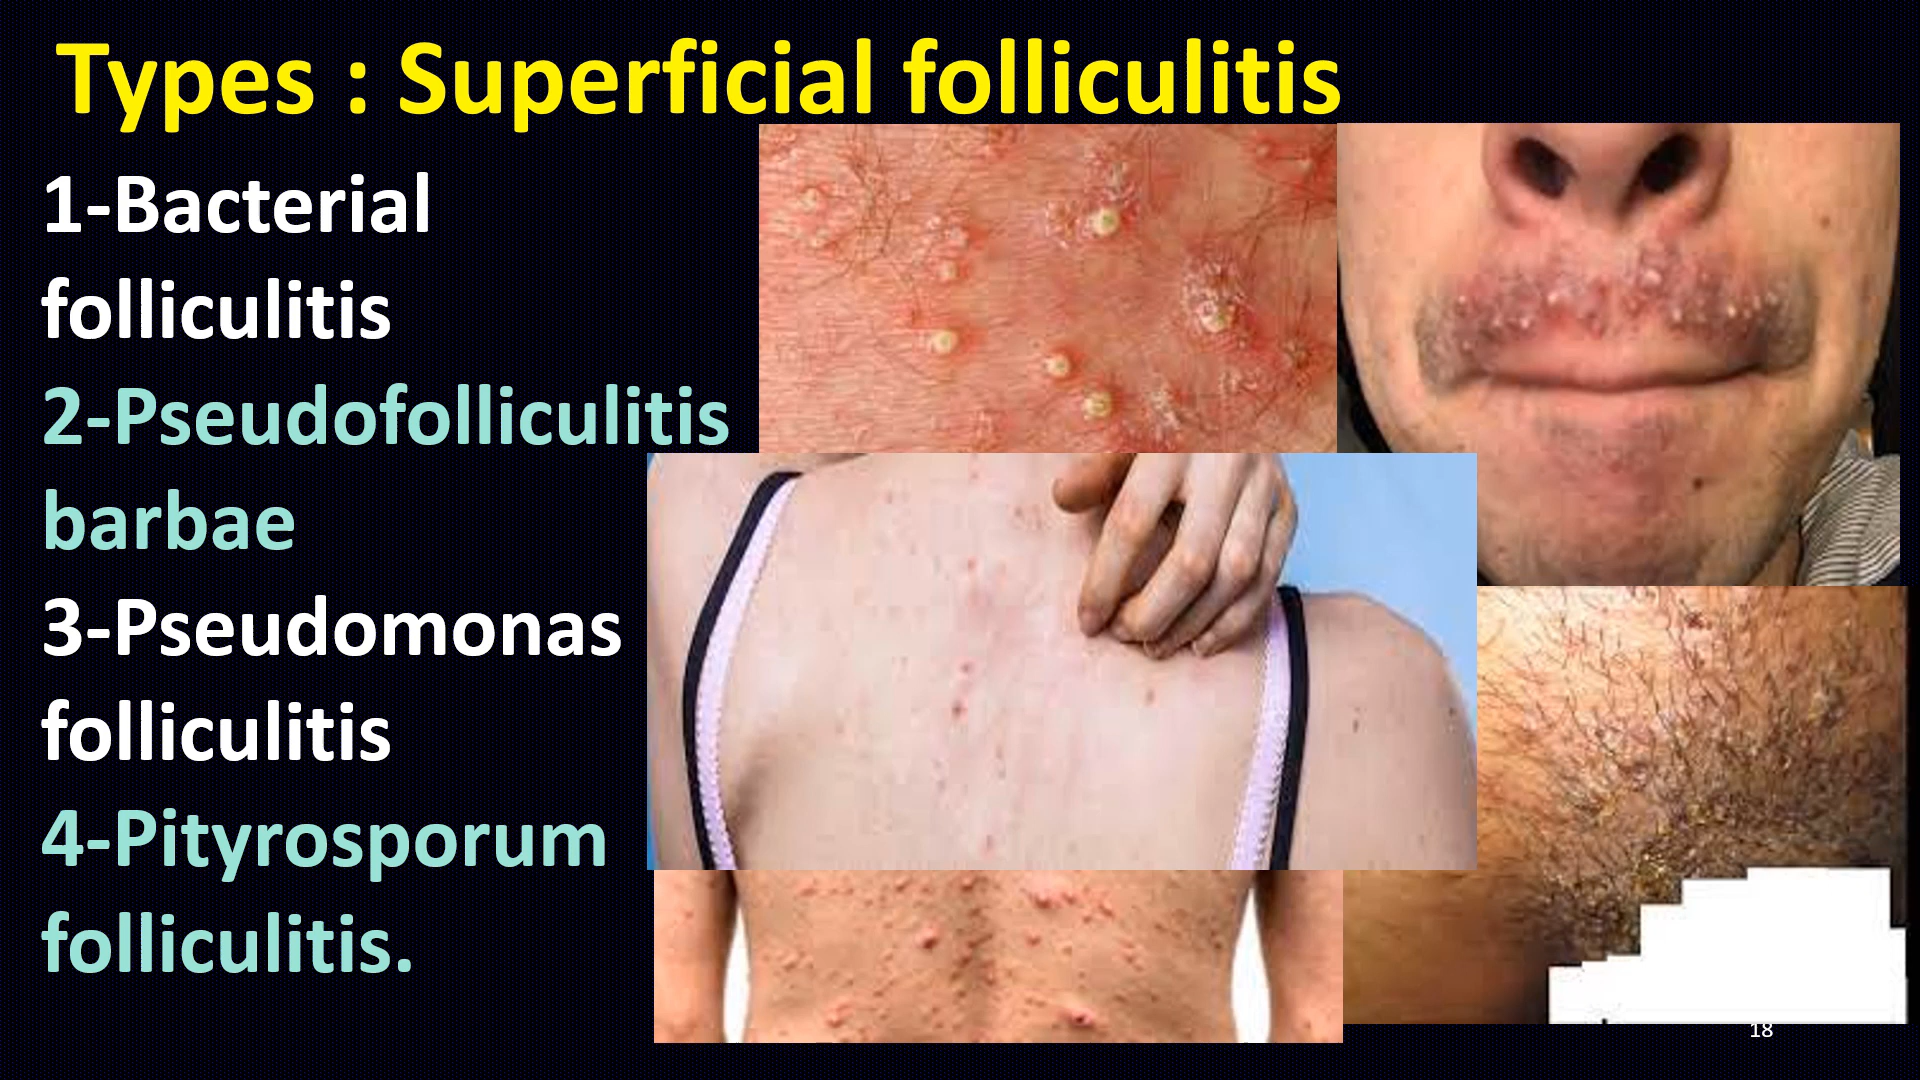 Types : Superficial folliculitis
1-Bacterial
folliculitis
2-Pseudofolliculitis
barbae
3-Pseudomonas
folliculitis
4-Pityrosporum
folliculitis.
18